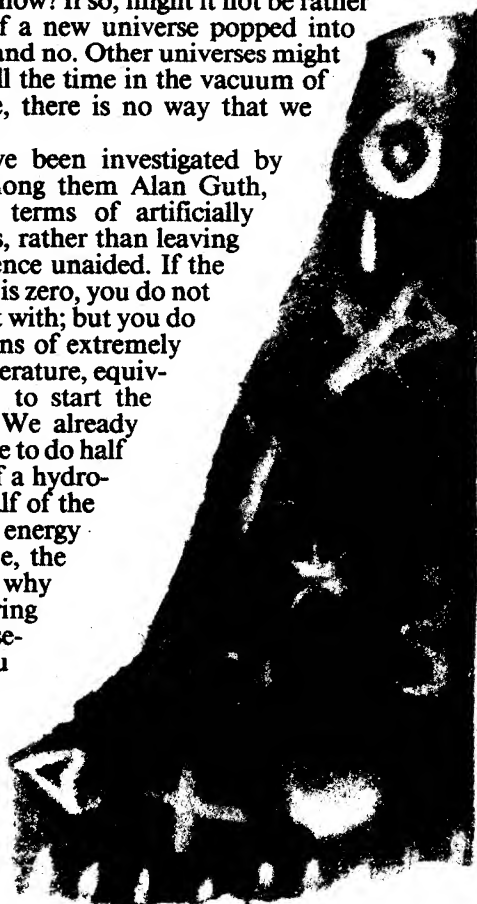 now? If so, might it not be rather
f a new universe popped into
and no. Other universes might
ll the time in the vacuum of
e, there is no way that we
ve been investigated by
ong them Alan Guth,
terms of artificially
s, rather than leaving
ence unaided. If the
is zero, you do not
t with; but you do
ns of extremely
erature, equiv-
to start the
We already
e to do half
f a hydro-
lf of the
energy
e, the
why
ring
se-
u